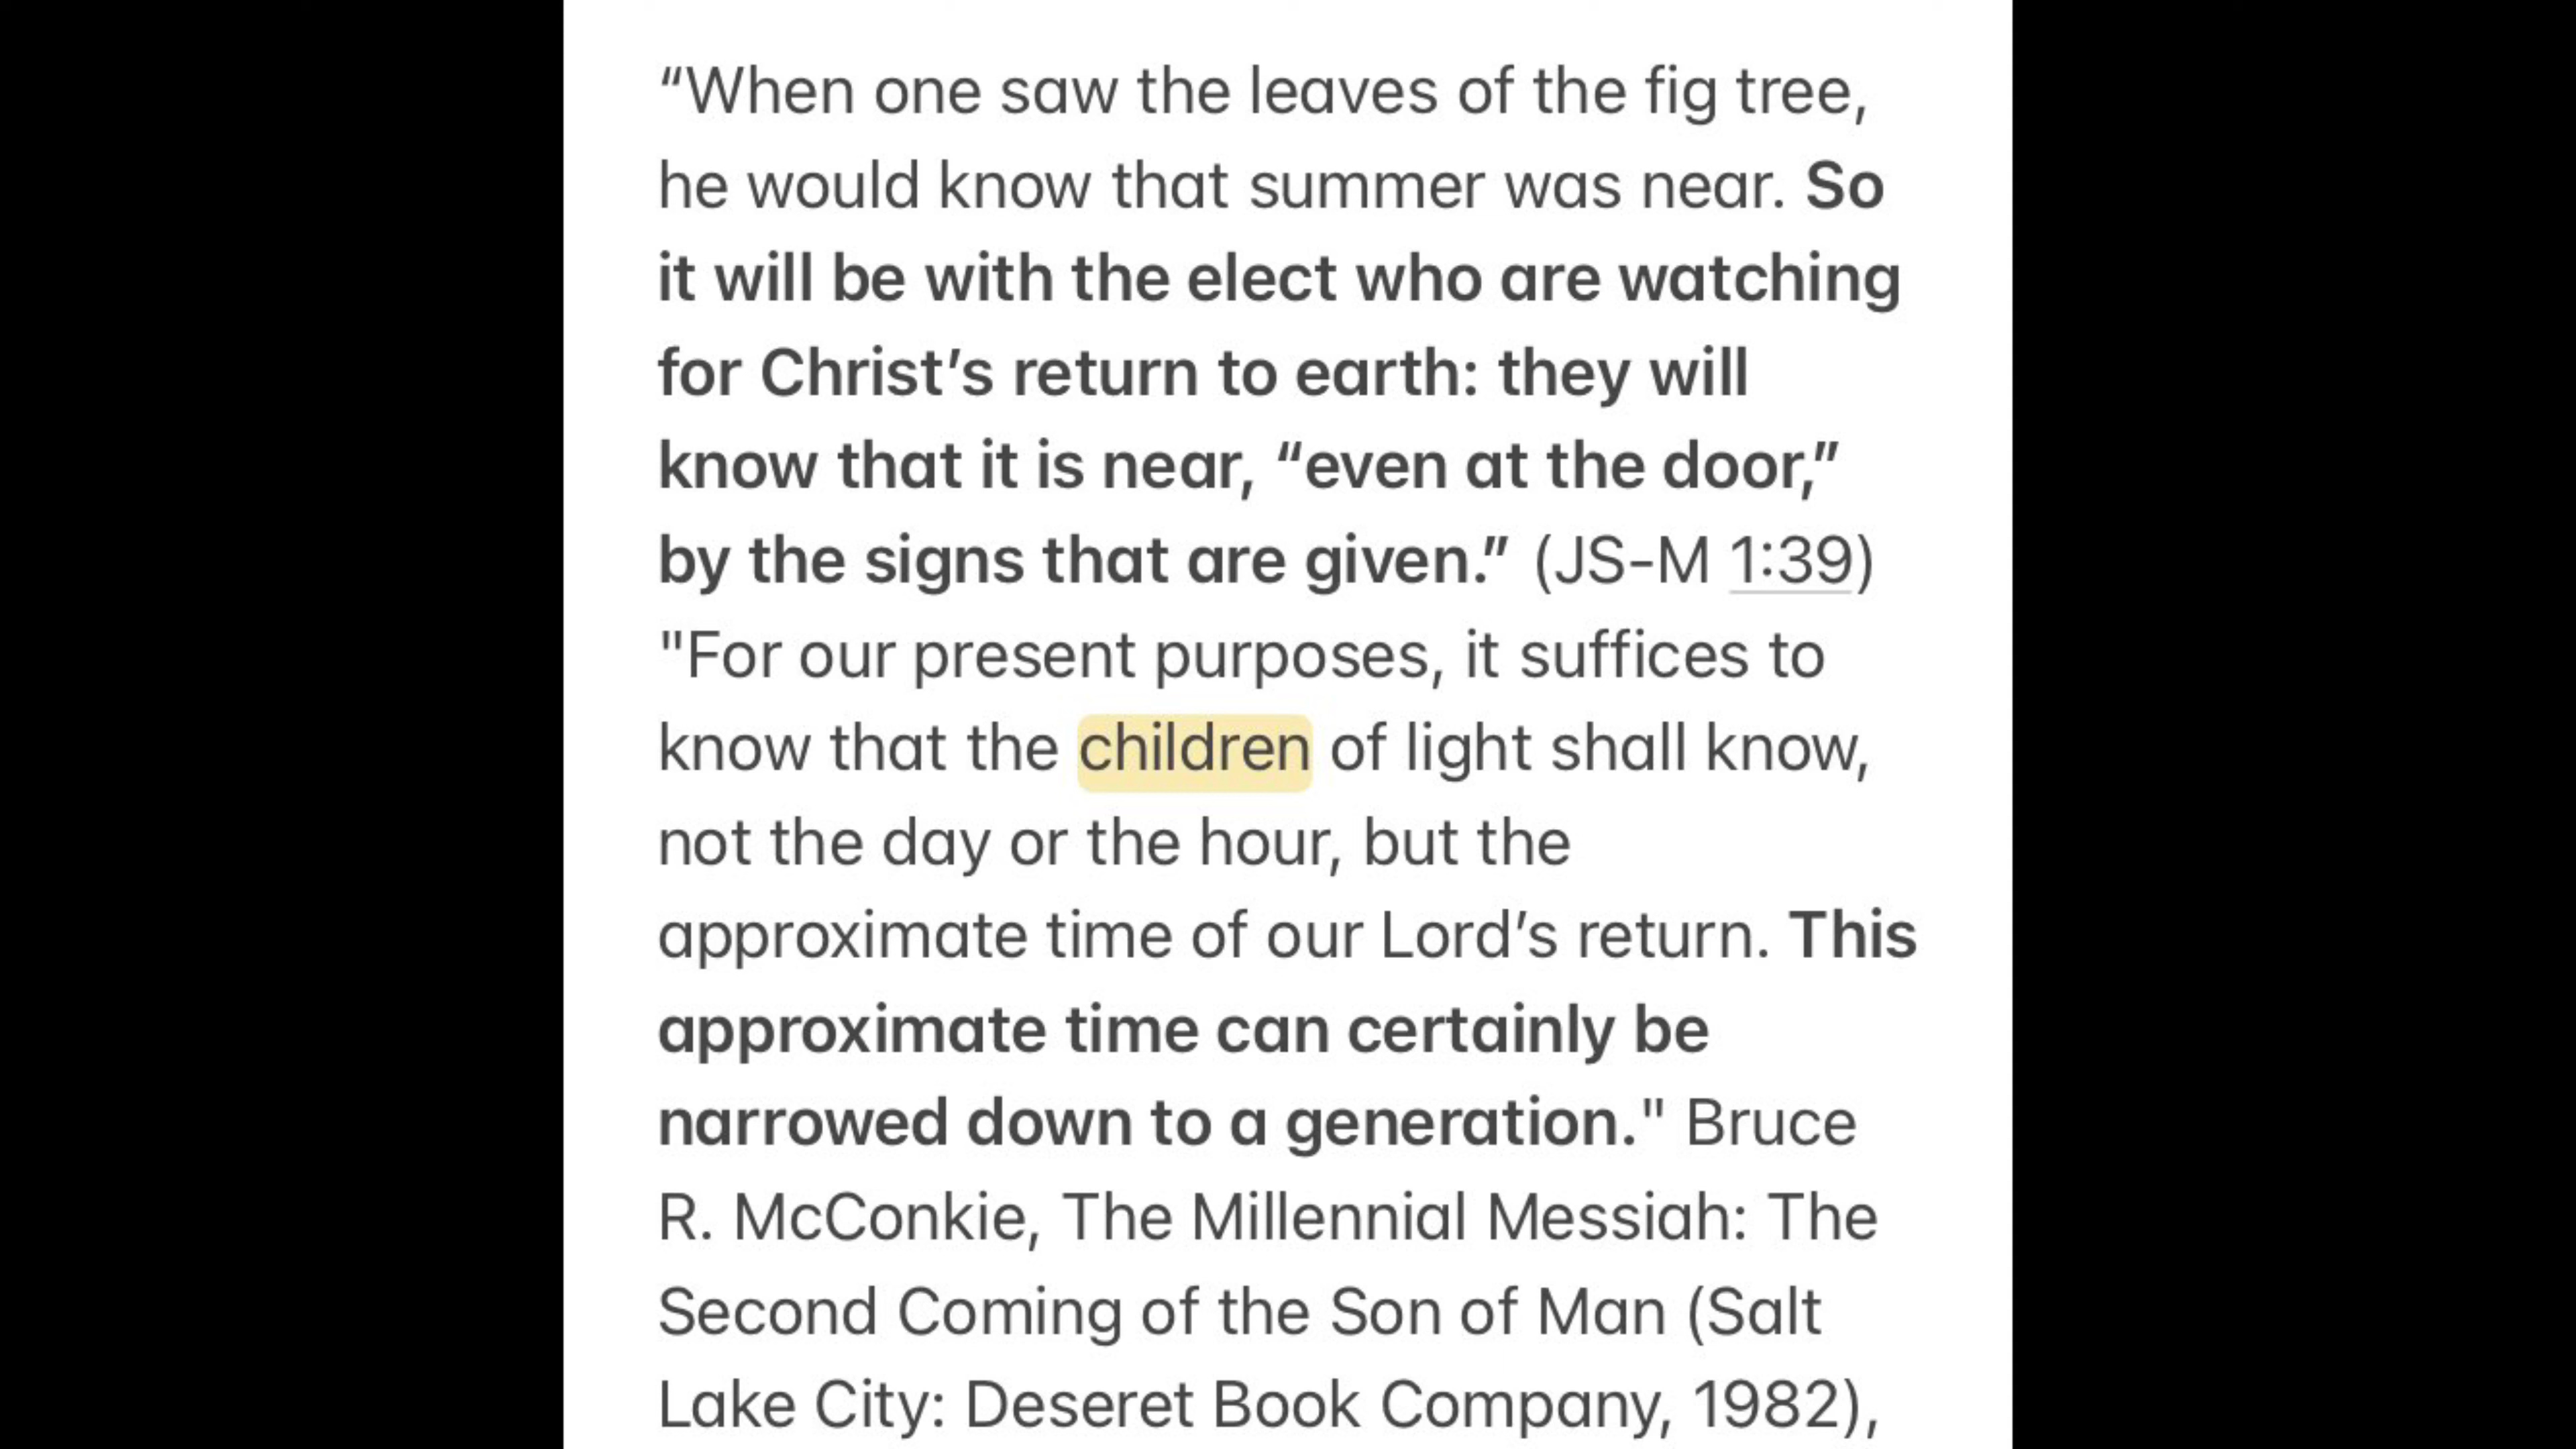 “When one saw the leaves of the fig tree,
he would know that summer was near. So
it will be with the elect who are watching
for Christ’s return to earth: they will
know that it is near, “even at the door,”
by the signs that are given.” (JS-M 1:39)
"For our present purposes, it suffices to
know that the children of light shall know,
not the day or the hour, but the
approximate time of our Lord’s return. This
approximate time can certainly be
narrowed down to a generation." Bruce
R. McConkie, The Millennial Messiah: The
Second Coming of the Son of Man (Salt
Lake City: Deseret Book Company, 1982),